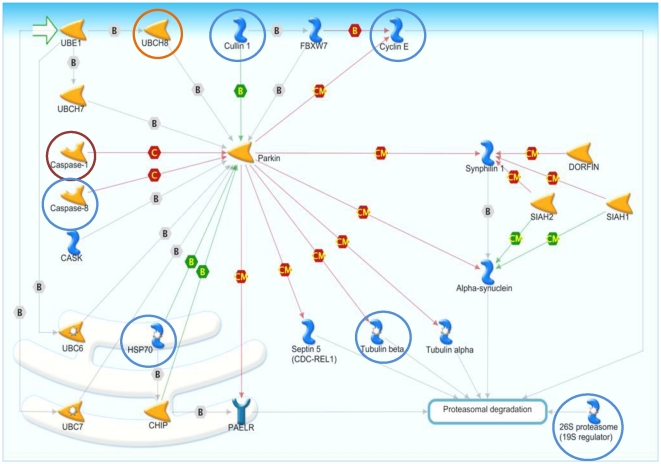 UBE1
B
UBCH8
Cullin 1
FBXW7
B
Cyclin E
B
B
B
B
CM
UBCH7
B
Caspase-1
C
Parkin
CM
Synphilin 1
CM
DORFIN
C
CM
Caspase-8
B
CM
B
SIAH2
SIAH1
CASK
B
CM
CM
B
B
CM
B
B
CM
CM
CM
Alpha-synuclein
B
UBC6
HSP70
Septin 5
(CDC-REL1)
Tubulin beta
Tubulin alpha
B
UBC7
CHIP
B
PAELR
Proteasomal degradation
26S proteasome
(19S regulator)